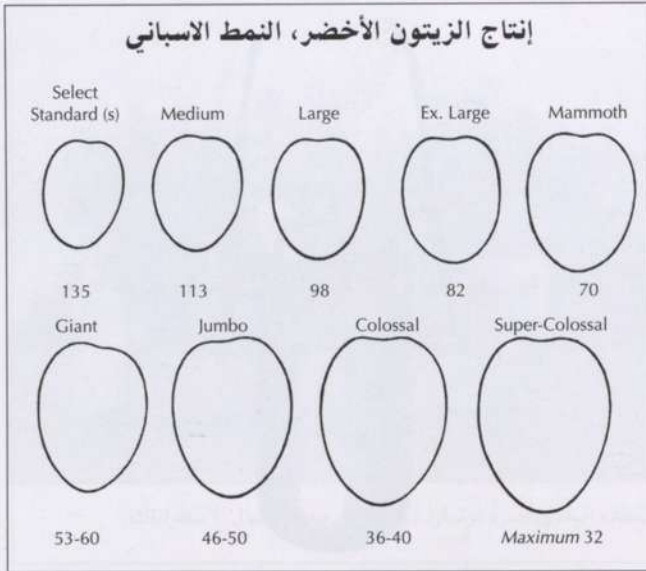 إنتاج الزيتون الأخضر، النمط الاسباني
Select
Standard (s) Medium Large Ex. Large Mammoth
135 113 98 82 70
Giant Jumbo Colossal Super-Colossal
53-60 46-50 36-40 Maximum 32